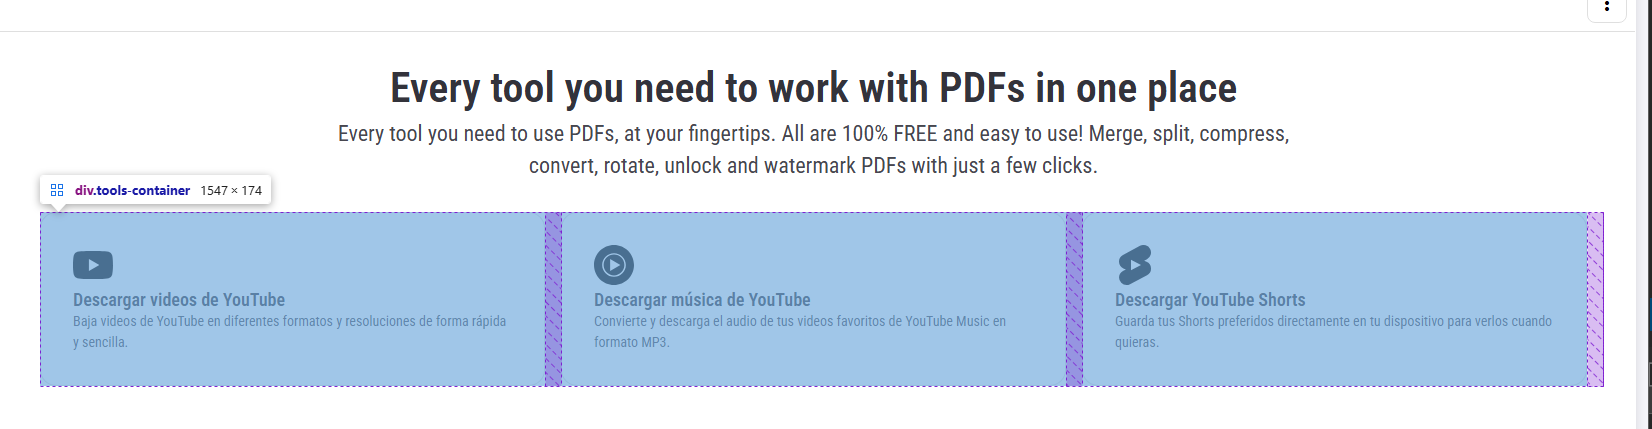 Every tool you need to work with PDFs in one place
Every tool you need to use PDFs, at your fingertips. All are 100% FREE and easy to use! Merge, split, compress,
convert, rotate, unlock and watermark PDFs with just a few clicks.
div.tools-container 1547 × 174
Descargar videos de YouTube
Baja videos de YouTube en diferentes formatos y resoluciones de forma rápida
y sencilla.
Descargar música de YouTube
Convierte y descarga el audio de tus videos favoritos de YouTube Music en
formato MP3.
Descargar YouTube Shorts
Guarda tus Shorts preferidos directamente en tu dispositivo para verlos cuando
quieras.